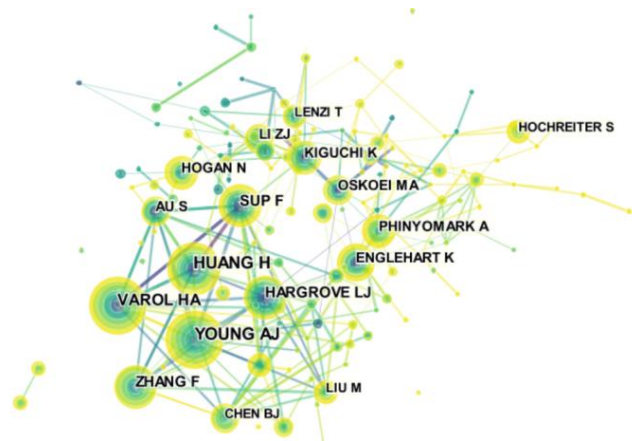 LENZI T
HOCHREITER S
LI ZJ
KIGUCHI K
HOGAN N
OSKOEI MA
SUP F
AU S
PHINYOMARK A
ENGLEHART K
HUANG H
HARGROVE LJ
VAROL HA
YOUNG AJ
ZHANG F
LIU M
CHEN BJ